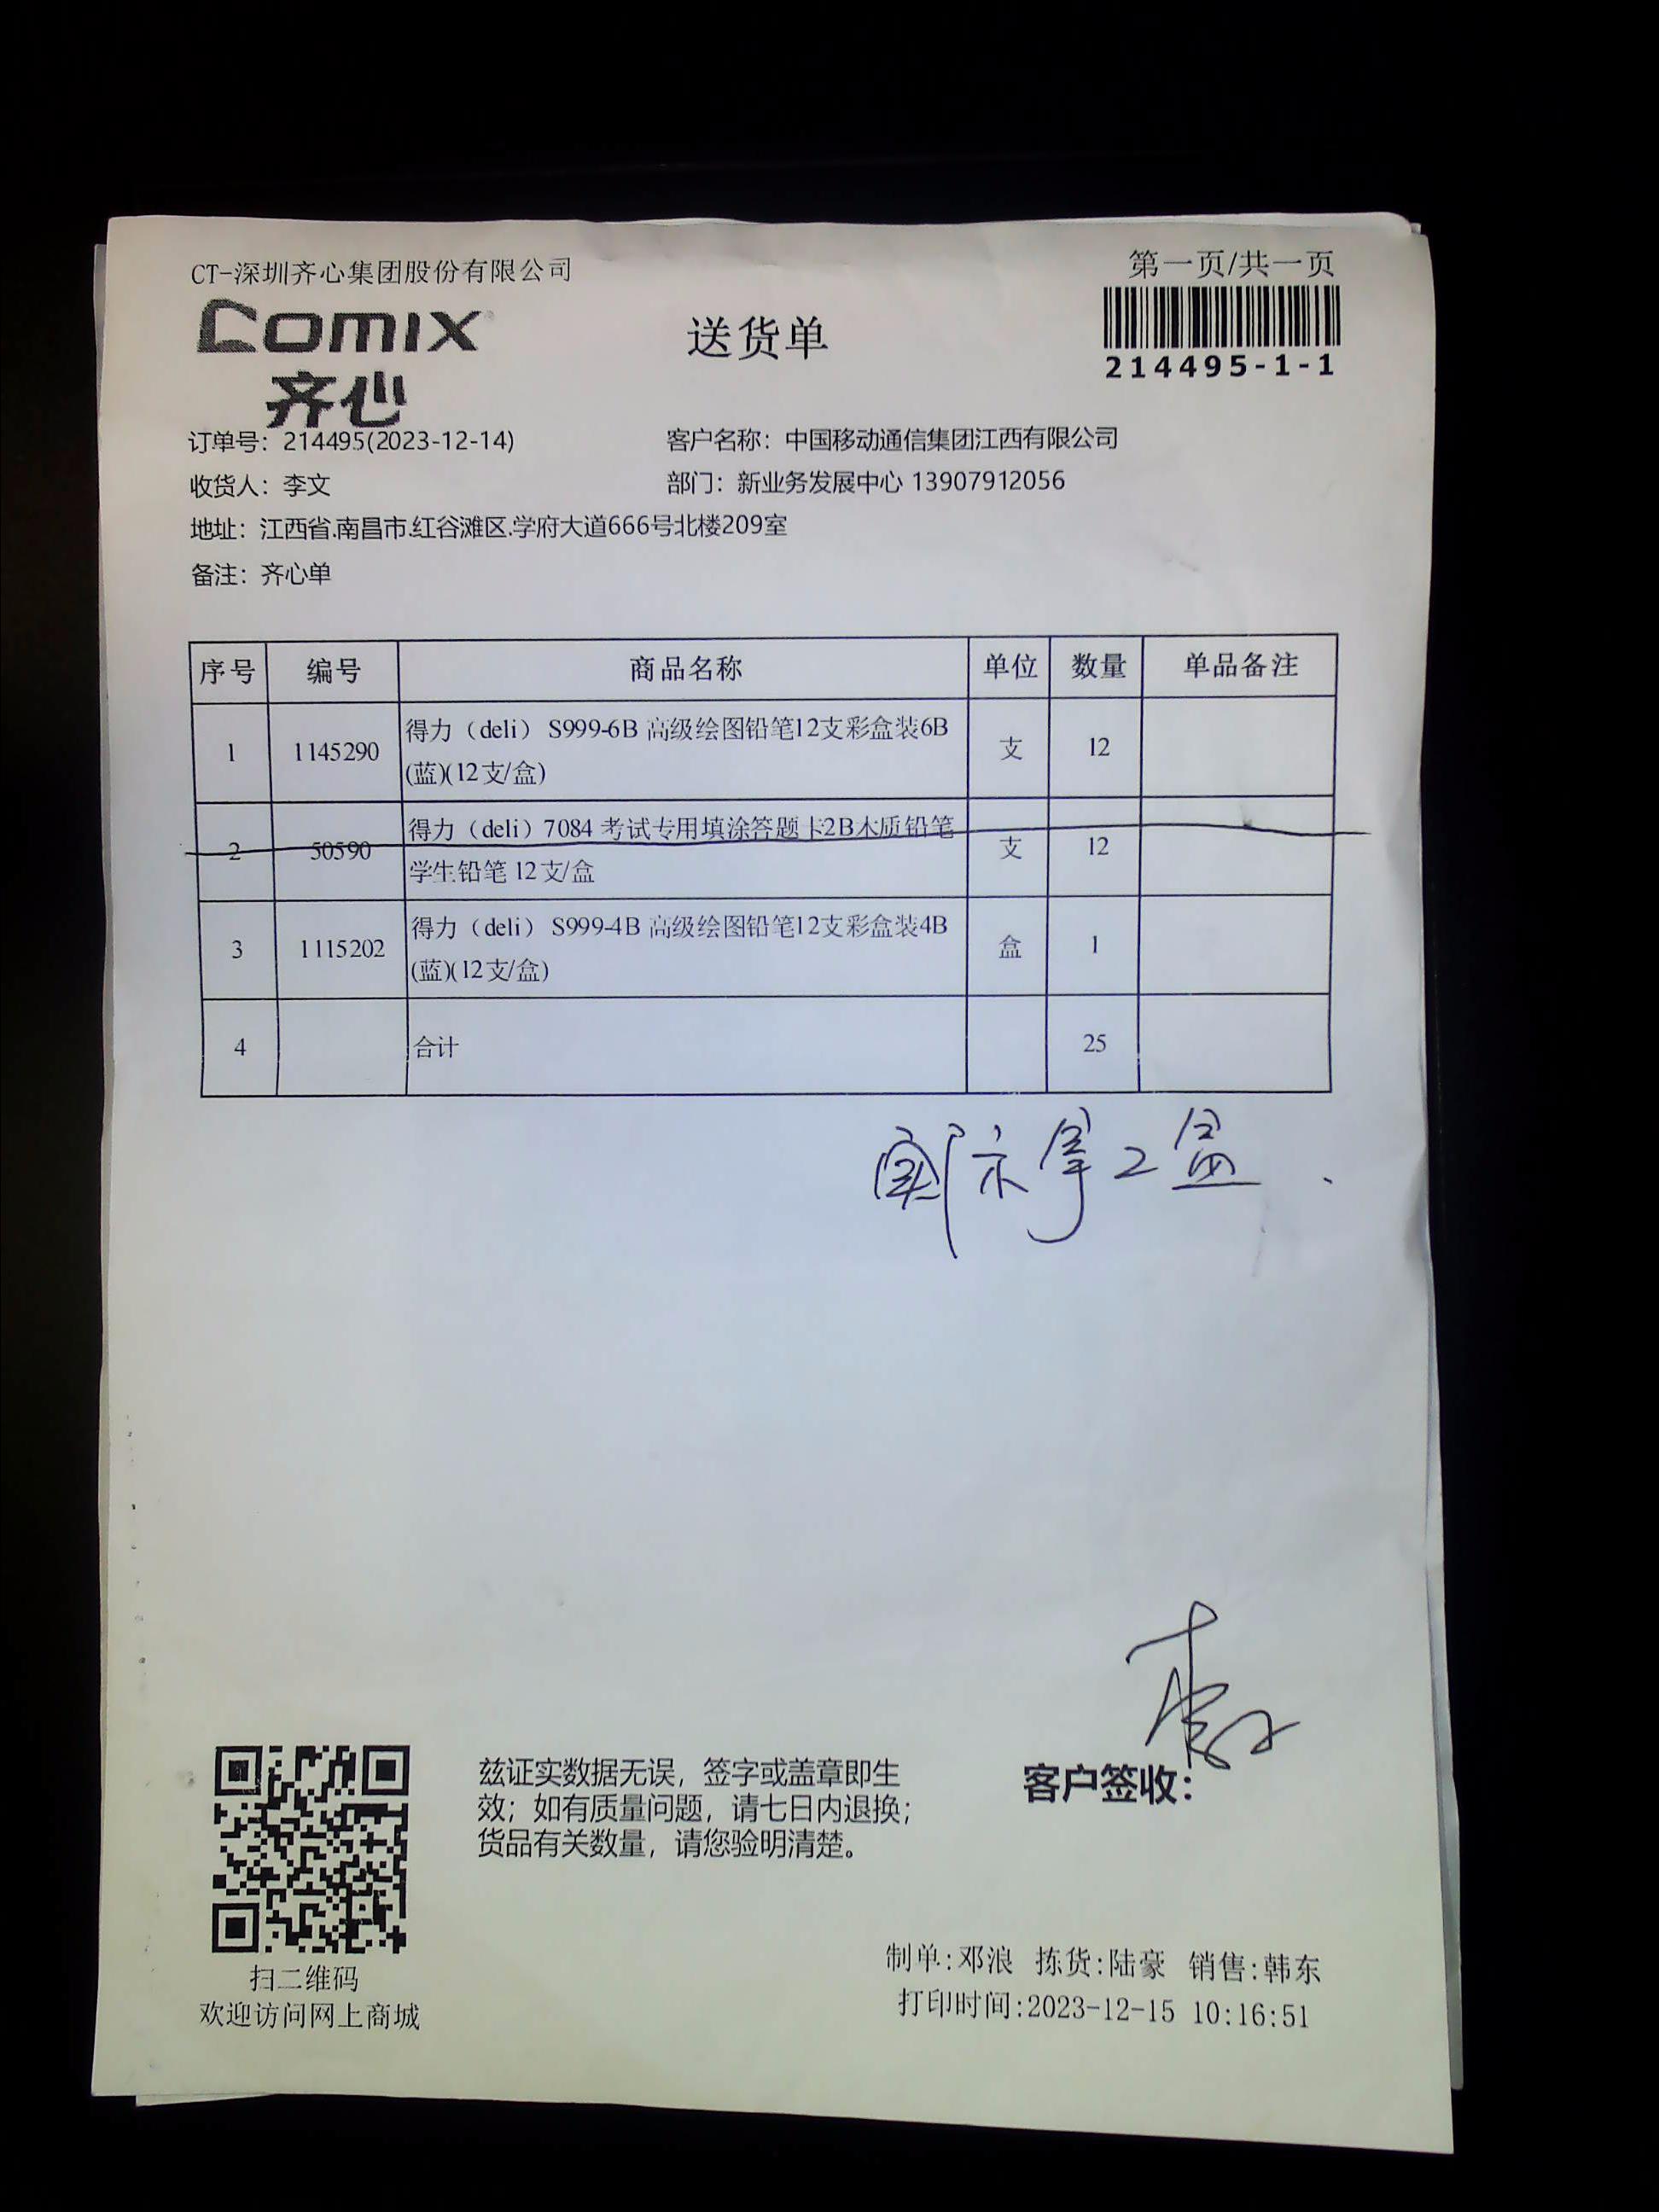 CT-深圳齐心集团股份有限公司
第一页/共一页
Comix
齐心
送货单
214495-1-1
订单号：214495(2023-12-14)
客户名称：中国移动通信集团江西有限公司
收货人：李文
部门：新业务发展中心 13907912056
地址：江西省.南昌市.红谷滩区.学府大道666号北楼209室
备注：齐心单
序号 编号 商品名称 单位 数量 单品备注
1 1145290 得力（deli） S999-6B 高级绘图铅笔12支彩盒装6B 支 12
(蓝)(12支/盒)
2 50590 得力（deli）7084 考试专用填涂答题卡2B木质铅笔 支 12
学生铅笔 12支/盒
3 1115202 得力（deli） S999-4B 高级绘图铅笔12支彩盒装4B 盒 1
(蓝)(12支/盒)
4 合计 25
实际拿2盒.
兹证实数据无误，签字或盖章即生
效；如有质量问题，请七日内退换；
货品有关数量，请您验明清楚。
客户签收：
扫二维码
欢迎访问网上商城
制单:邓浪 拣货:陆豪 销售:韩东
打印时间:2023-12-15 10:16:51